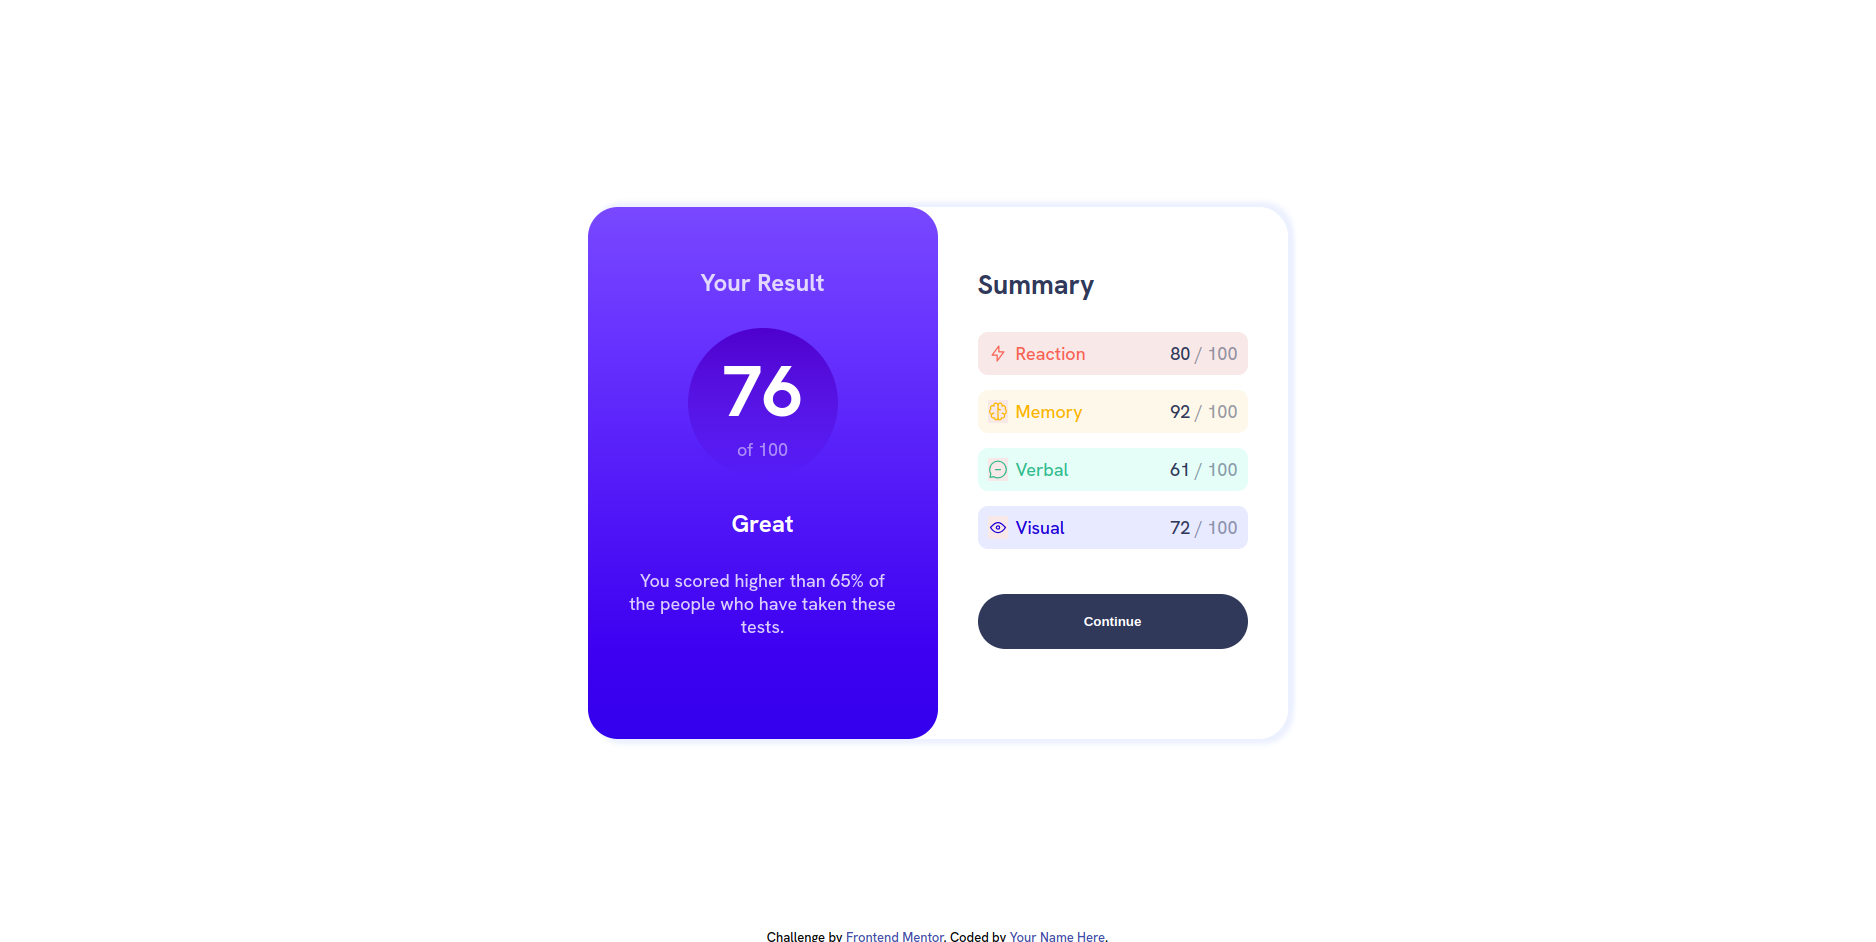 Your Result
76
of 100
Great
You scored higher than 65% of
the people who have taken these
tests.
Summary
Reaction 80 / 100
Memory 92 / 100
Verbal 61 / 100
Visual 72 / 100
Continue
Challenge by Frontend Mentor. Coded by Your Name Here.